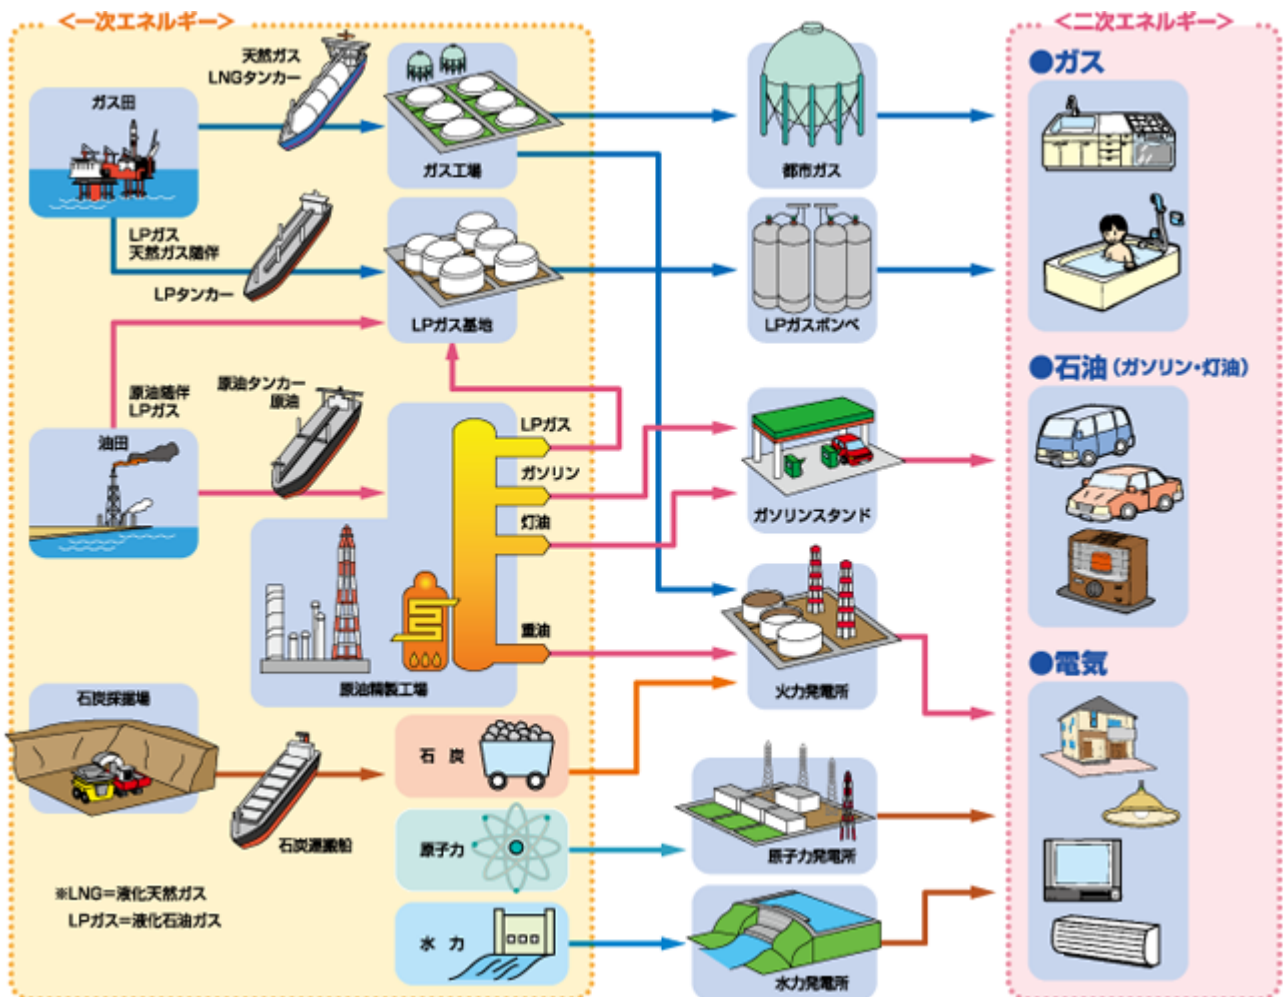 <一次エネルギー>
<二次エネルギー>
天然ガス
LNGタンカー
ガス田
ガス工場
都市ガス
●ガス
LPガス
天然ガス随伴
LPタンカー
LPガス基地
LPガスボンベ
原油随伴
LPガス
原油タンカー
原油
油田
LPガス
ガソリン
灯油
重油
原油精製工場
ガソリンスタンド
●石油(ガソリン・灯油)
火力発電所
●電気
石炭採掘場
石炭運搬船
石 炭
原子力
原子力発電所
水 力
水力発電所
※LNG=液化天然ガス
LPガス=液化石油ガス